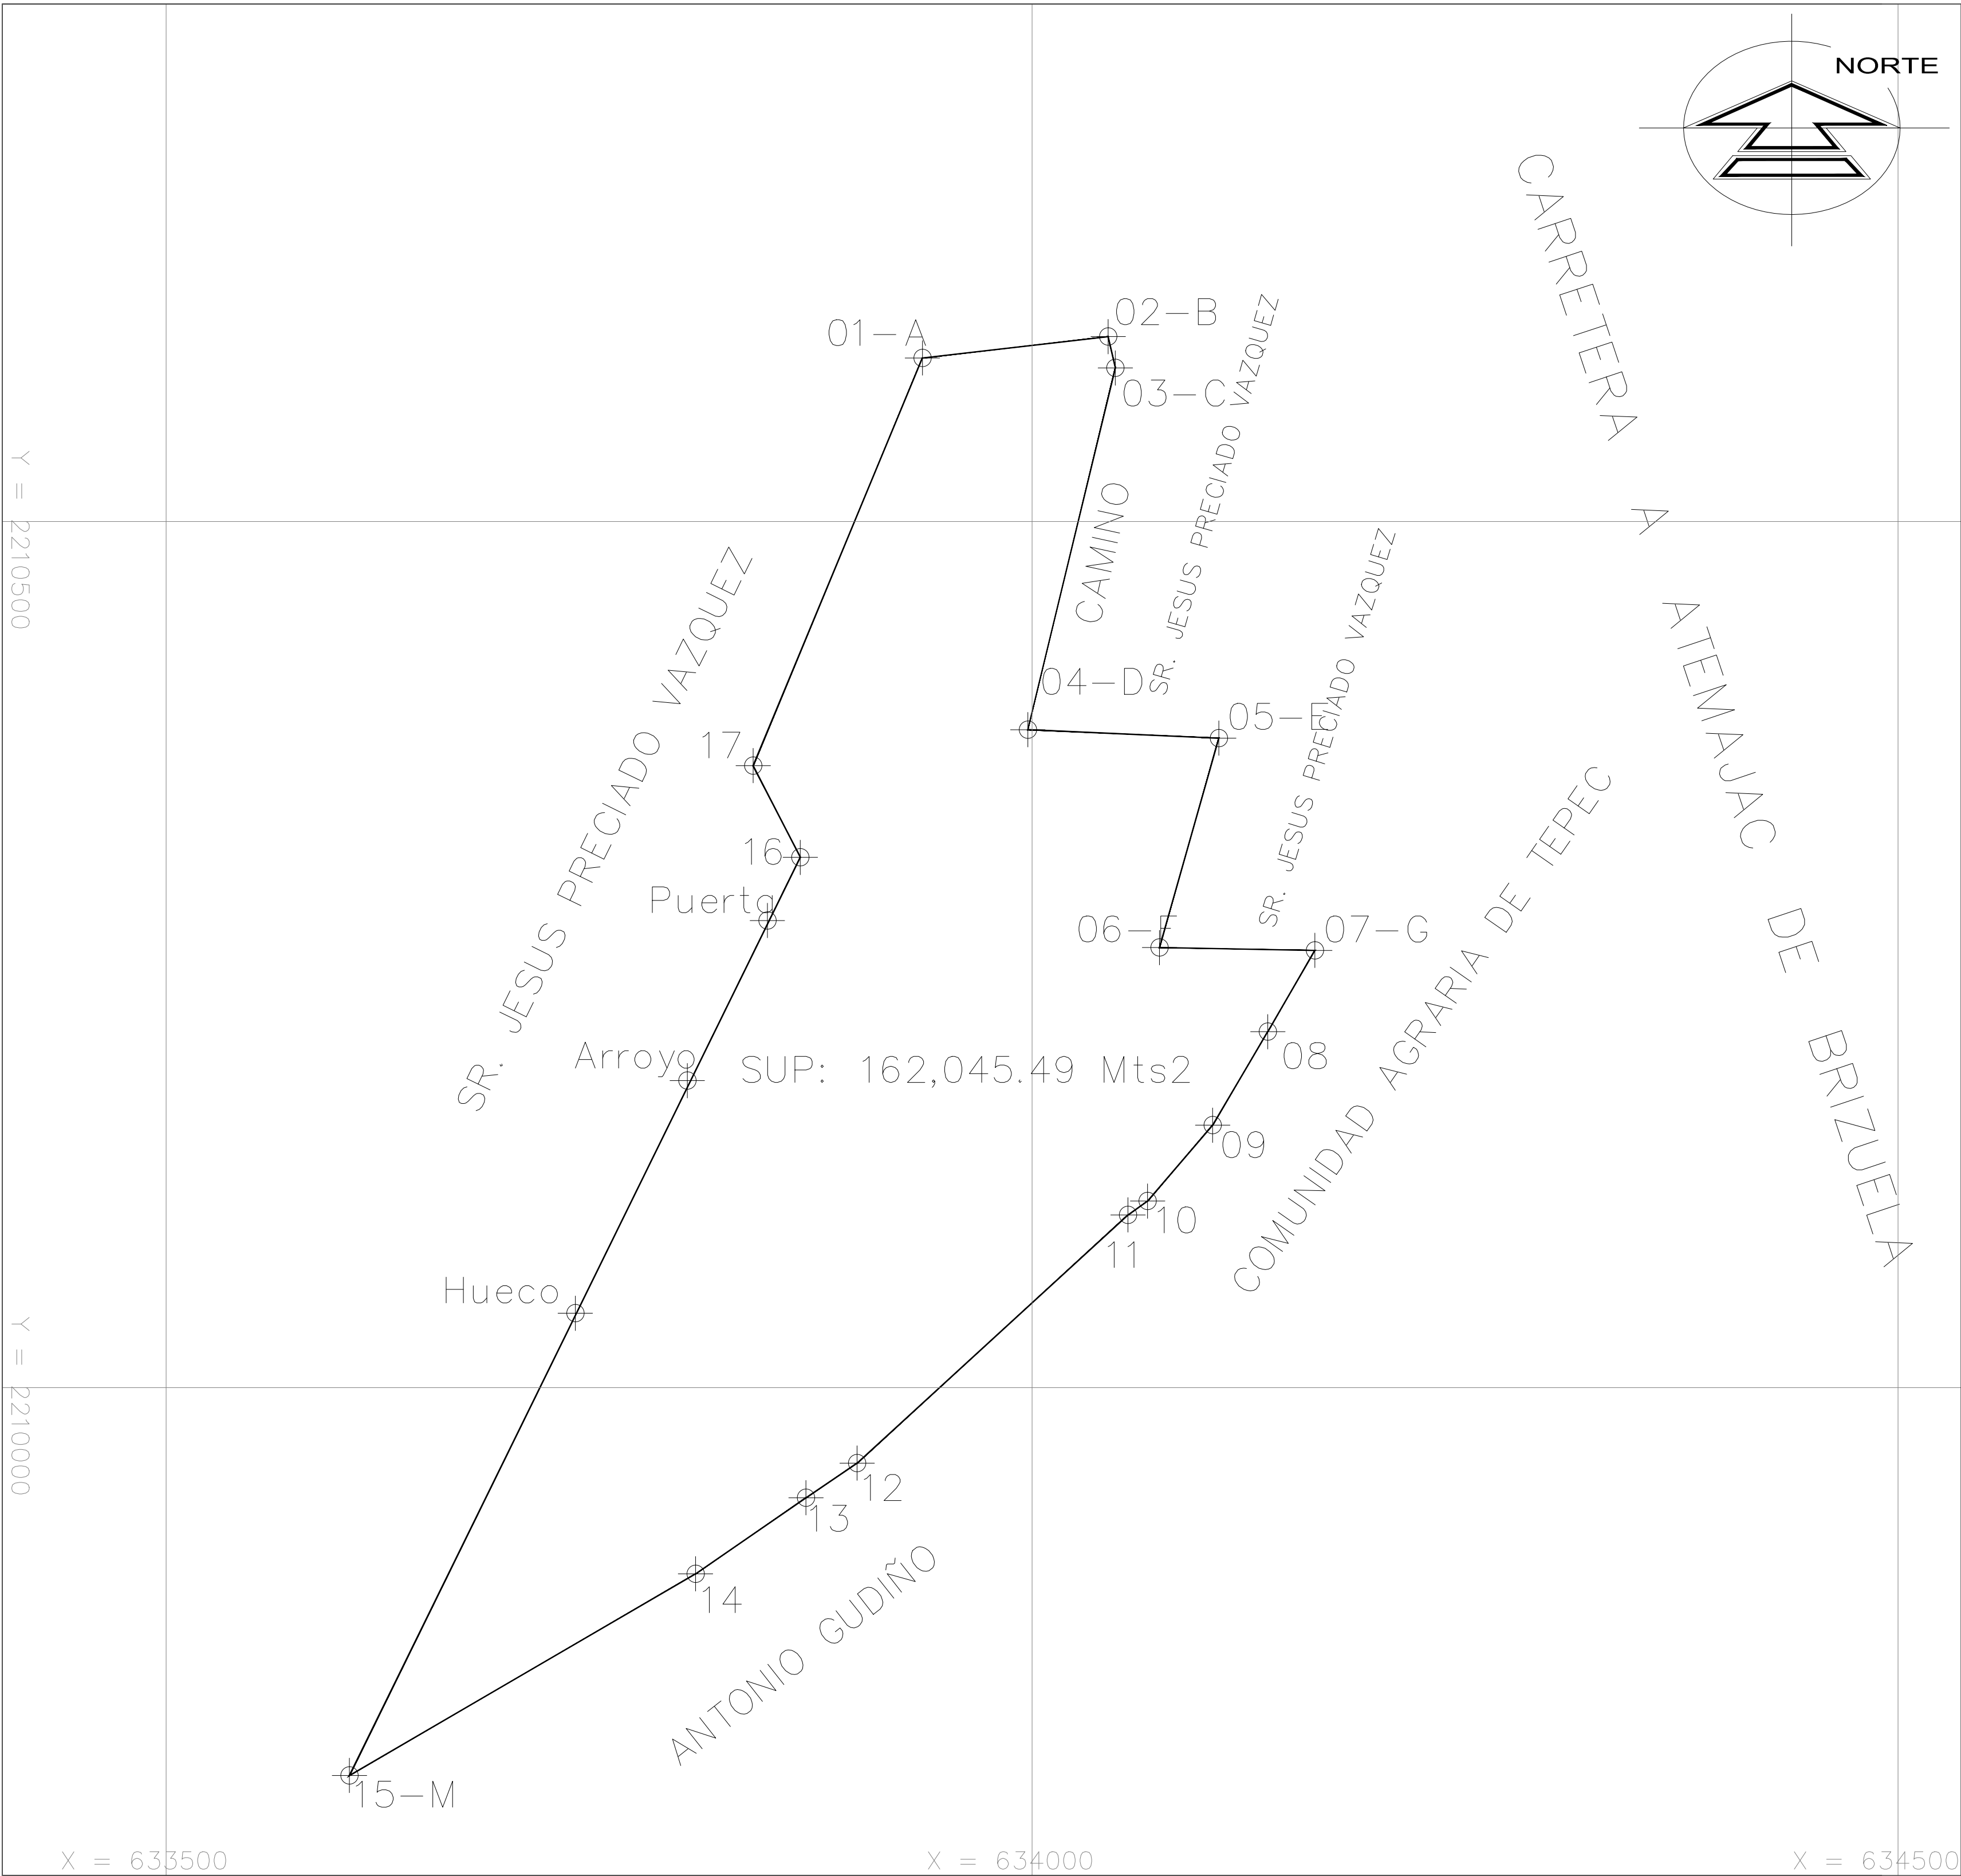 NORTE
CARRETERA A ATEMAJAC DE BRIZUELA
01-A
02-B
03-C
SR. JESUS PRECIADO VAZQUEZ
CAMINO
Y = 2210500
SR. JESUS PRECIADO VAZQUEZ
SR. JESUS PRECIADO VAZQUEZ
04-D
05-E
17
16
Puerta
06-F
07-G
COMUNIDAD AGRARIA DE TEPEC
Arroyo
SUP: 162,045.49 Mts2
08
09
10
11
Hueco
Y = 2210000
12
13
14
ANTONIO GUDIÑO
15-M
X = 633500
X = 634000
X = 634500